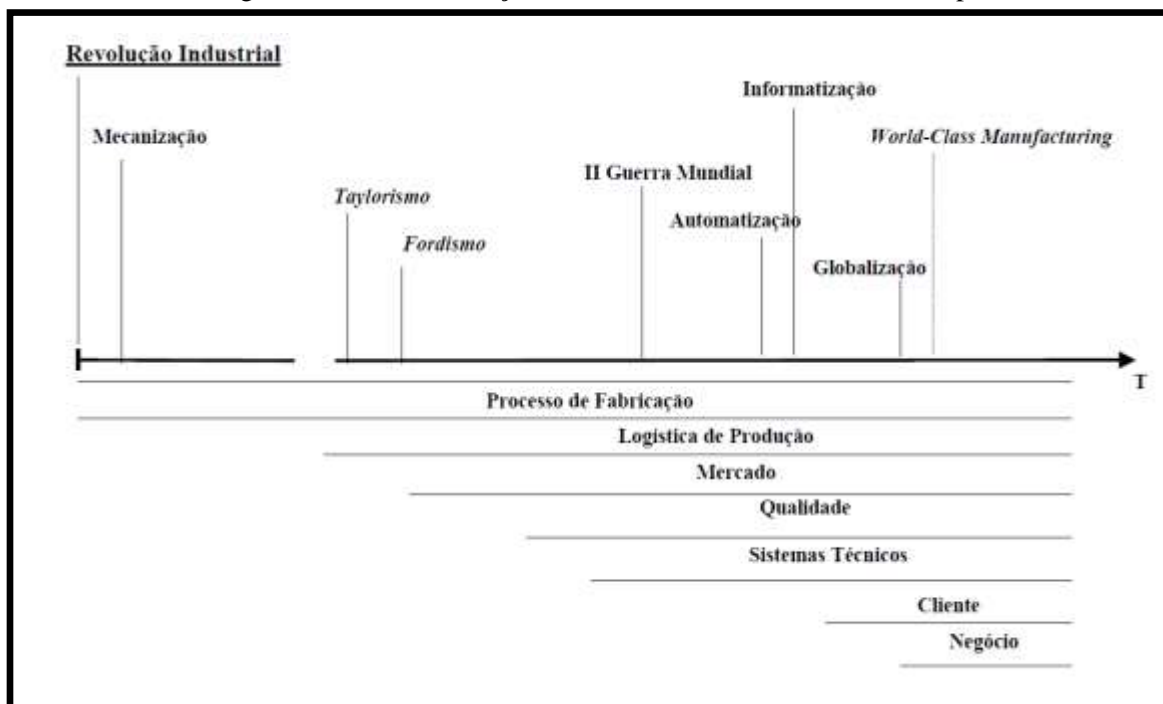 Revolução Industrial
Informatização
Mecanização
World-Class Manufacturing
II Guerra Mundial
Taylorismo
Automatização
Fordismo
Globalização
T
Processo de Fabricação
Logística de Produção
Mercado
Qualidade
Sistemas Técnicos
Cliente
Negócio